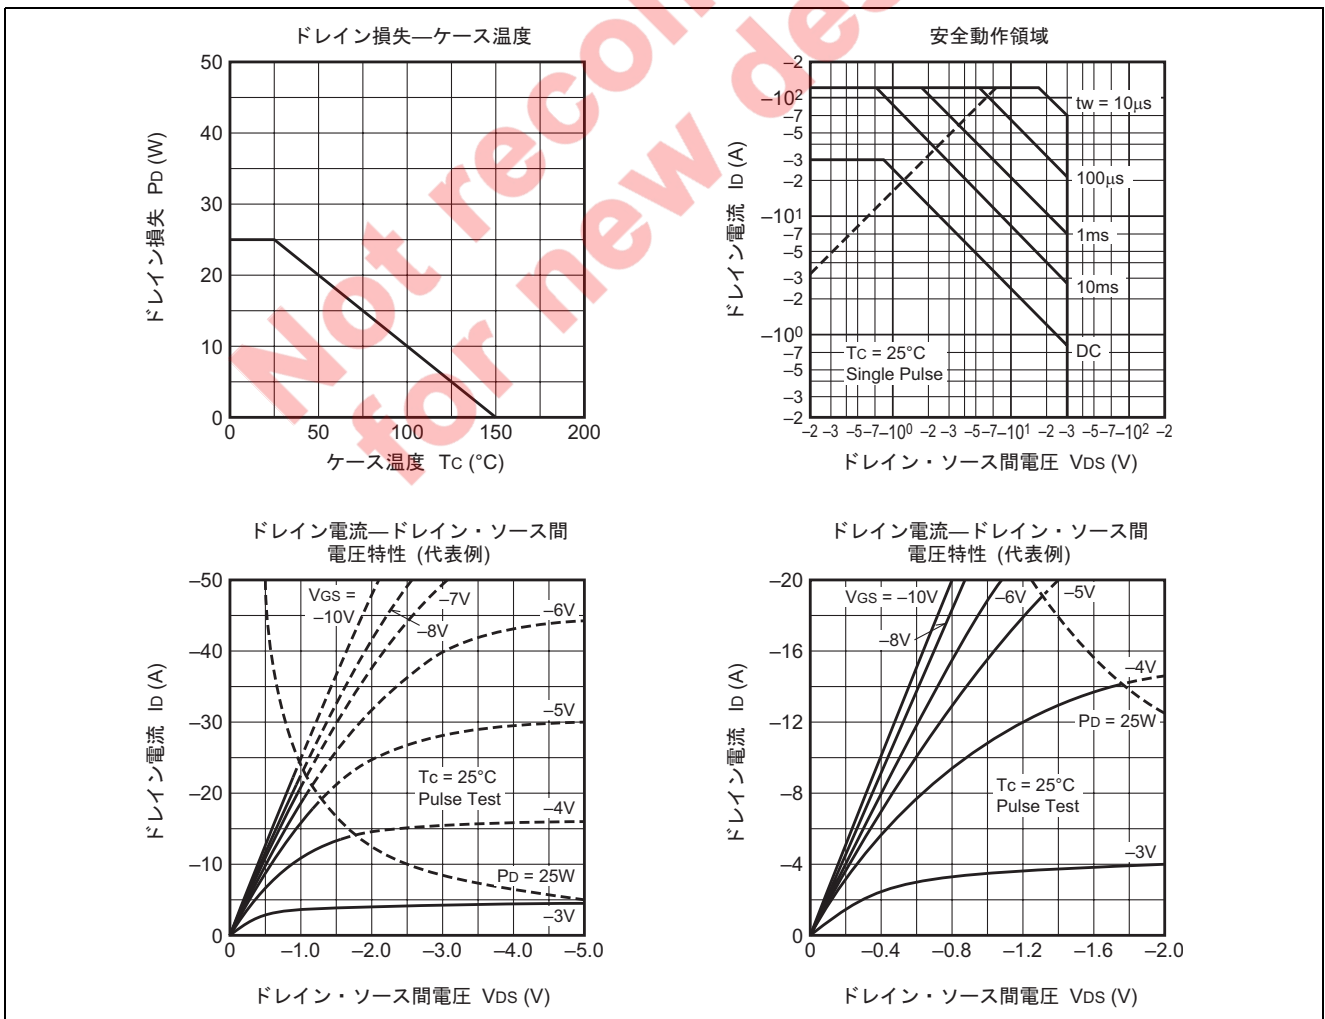 Not recom
for new des
ドレイン損失—ケース温度
ドレイン損失 PD (W)
50
40
30
20
10
0
0 50 100 150 200
ケース温度 TC (°C)
安全動作領域
ドレイン電流 ID (A)
–2
–10²
–7
–5
–3
–2
–10¹
–7
–5
–3
–2
–10⁰
–7
–5
–3
–2
tw = 10μs
100μs
1ms
10ms
DC
TC = 25°C
Single Pulse
–2 –3 –5–7–10⁰ –2 –3 –5–7–10¹ –2 –3 –5–7–10² –2
ドレイン・ソース間電圧 VDS (V)
ドレイン電流—ドレイン・ソース間
電圧特性 (代表例)
ドレイン電流 ID (A)
–50
–40
–30
–20
–10
0
VGS =
–10V
–8V
–7V
–6V
–5V
Tc = 25°C
Pulse Test
–4V
PD = 25W
–3V
0 –1.0 –2.0 –3.0 –4.0 –5.0
ドレイン・ソース間電圧 VDS (V)
ドレイン電流—ドレイン・ソース間
電圧特性 (代表例)
ドレイン電流 ID (A)
–20
–16
–12
–8
–4
0
VGS = –10V
–8V
–6V
–5V
–4V
PD = 25W
Tc = 25°C
Pulse Test
–3V
0 –0.4 –0.8 –1.2 –1.6 –2.0
ドレイン・ソース間電圧 VDS (V)